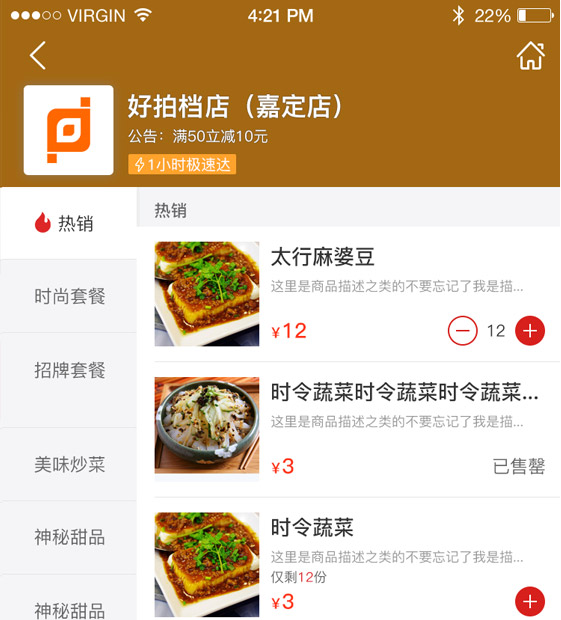 VIRGIN
4:21 PM
22%
好拍档店（嘉定店）
公告：满50立减10元
1小时极速达
热销
时尚套餐
招牌套餐
美味炒菜
神秘甜品
神秘甜品
热销
太行麻婆豆
这里是商品描述之类的不要忘记了我是描...
¥12
12
时令蔬菜时令蔬菜时令蔬菜...
这里是商品描述之类的不要忘记了我是描...
¥3
已售罄
时令蔬菜
这里是商品描述之类的不要忘记了我是描...
仅剩12份
¥3